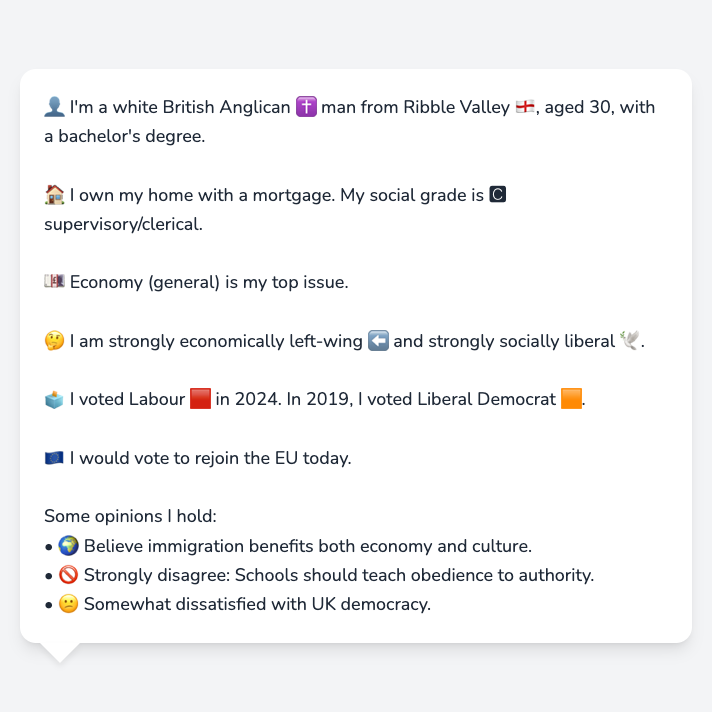 👤 I'm a white British Anglican ✝️ man from Ribble Valley 🏴󠁧󠁢󠁥󠁮󠁧󠁿, aged 30, with
a bachelor's degree.
🏠 I own my home with a mortgage. My social grade is 🅲
supervisory/clerical.
💷 Economy (general) is my top issue.
🤔 I am strongly economically left-wing ⬅️ and strongly socially liberal 🕊️.
🗳️ I voted Labour 🟥 in 2024. In 2019, I voted Liberal Democrat 🟧.
🇪🇺 I would vote to rejoin the EU today.
Some opinions I hold:
• 🌍 Believe immigration benefits both economy and culture.
• 🚫 Strongly disagree: Schools should teach obedience to authority.
• 😕 Somewhat dissatisfied with UK democracy.